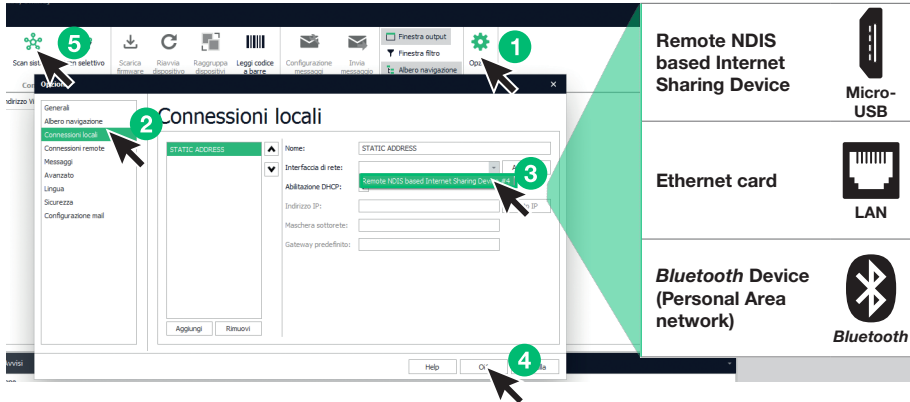 5
1
Scan sist
n selettivo
Scarica
firmware
Riavvia
dispositivo
Raggruppa
dispositivi
Leggi codice
a barre
Configurazione
messaggi
Invia
messaggio
Finestra output
Finestra filtro
Albero navigazione
Opz
Opzioni
×
Generali
Albero navigazione
Connessioni locali
Connessioni remote
Messaggi
Avanzato
Lingua
Sicurezza
Configurazione mail
2
Connessioni locali
STATIC ADDRESS
Nome:
STATIC ADDRESS
Interfaccia di rete:
Remote NDIS based Internet Sharing Device #4
3
Abilitazione DHCP:
Indirizzo IP:
IP
Maschera sottorete:
Gateway predefinito:
Aggiungi
Rimuovi
Help
4
Avvisi
Remote NDIS
based Internet
Sharing Device
Micro-
USB
Ethernet card
LAN
Bluetooth Device
(Personal Area
network)
Bluetooth